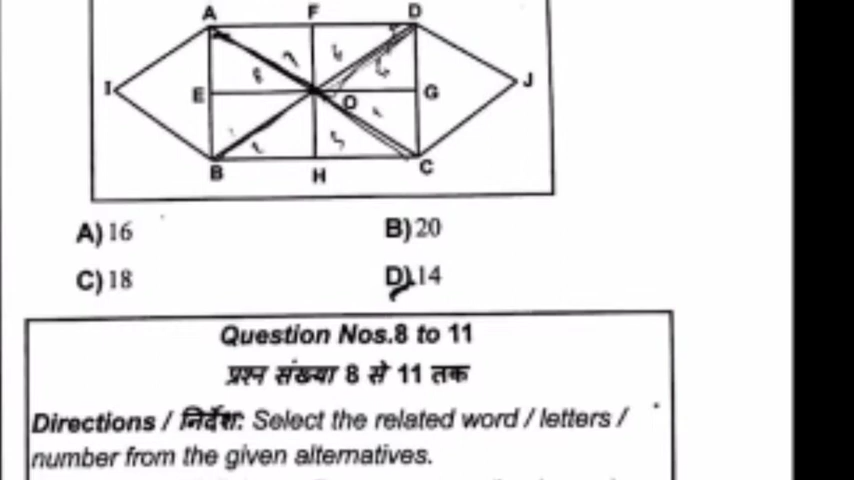 A F D
I E O G J
B H C
A) 16 B) 20
C) 18 D) 14
Question Nos.8 to 11
प्रश्न संख्या 8 से 11 तक
Directions / निर्देश: Select the related word / letters /
number from the given alternatives.